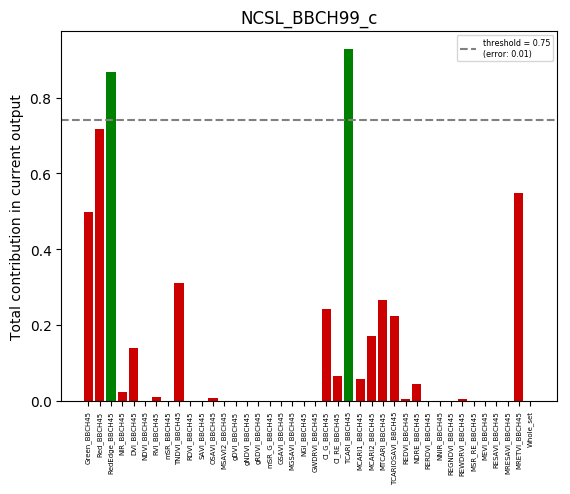 NCSL_BBCH99_c
threshold = 0.75
(error: 0.01)
Total contribution in current output
0.8
0.6
0.4
0.2
0.0
Green_BBCH45
Red_BBCH45
RedEdge_BBCH45
NIR_BBCH45
DVI_BBCH45
NDVI_BBCH45
RVI_BBCH45
mSR_BBCH45
TNDVI_BBCH45
RDVI_BBCH45
SAVI_BBCH45
OSAVI_BBCH45
MSAVI2_BBCH45
gDVI_BBCH45
gNDVI_BBCH45
gRDVI_BBCH45
mSR_G_BBCH45
GSAVI_BBCH45
MGSAVI_BBCH45
NGI_BBCH45
GWDRVI_BBCH45
CI_G_BBCH45
CI_RE_BBCH45
TCARI_BBCH45
MCARI1_BBCH45
MCARI2_BBCH45
MTCARI_BBCH45
TCARIOSAVI_BBCH45
REDVI_BBCH45
NDRE_BBCH45
RERDVI_BBCH45
NNIR_BBCH45
REGNDVI_BBCH45
REWDRVI_BBCH45
MSR_RE_BBCH45
MEVI_BBCH45
RESAVI_BBCH45
MRESAVI_BBCH45
MRETVI_BBCH45
Whole_set